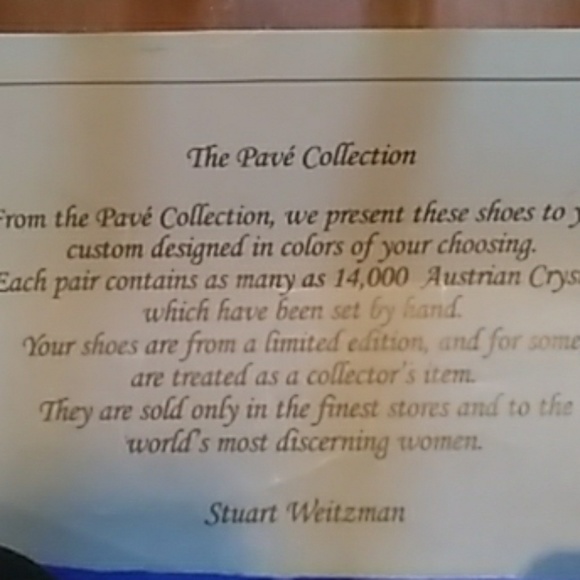 The Pavé Collection
From the Pavé Collection, we present these shoes to
custom designed in colors of your choosing.
Each pair contains as many as 14,000 Austrian
which have been set by hand.
Your shoes are from a limited edition, and for some
are treated as a collector's item.
They are sold only in the finest stores and to the
world's most discerning women.
Stuart Weitzman